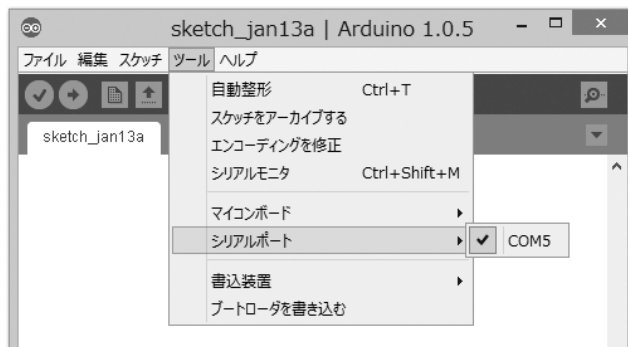 sketch_jan13a | Arduino 1.0.5
ファイル 編集 スケッチ ツール ヘルプ
sketch_jan13a
自動整形 Ctrl+T
スケッチをアーカイブする
エンコーディングを修正
シリアルモニタ Ctrl+Shift+M
マイコンボード
シリアルポート
COM5
書込装置
ブートローダを書き込む